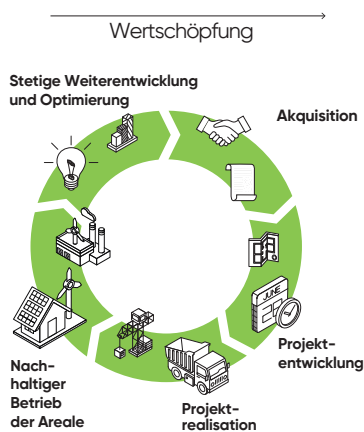 Wertschöpfung
Stetige Weiterentwicklung
und Optimierung
Akquisition
JUNE
Projekt-
entwicklung
Projekt-
realisation
Nach-
haltiger
Betrieb
der Areale